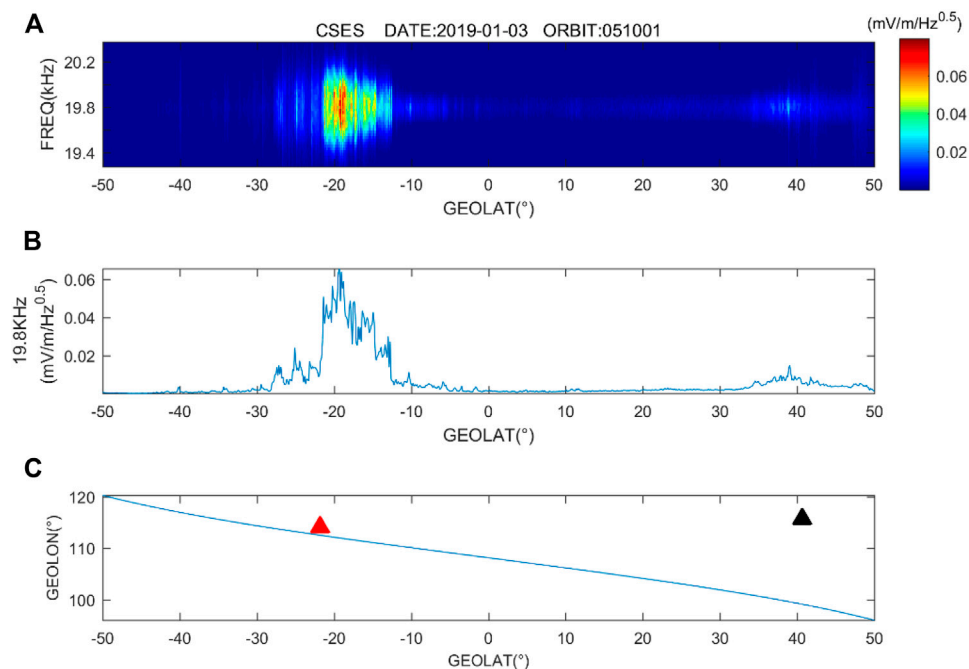 A
CSES DATE:2019-01-03 ORBIT:051001
(mV/m/Hz^0.5)
FREQ(kHz)
20.2
19.8
19.4
0.06
0.04
0.02
-50 -40 -30 -20 -10 0 10 20 30 40 50
GEOLAT(°)
B
19.8KHz
(mV/m/Hz^0.5)
0.06
0.04
0.02
-50 -40 -30 -20 -10 0 10 20 30 40 50
GEOLAT(°)
C
GEOLON(°)
120
110
100
-50 -40 -30 -20 -10 0 10 20 30 40 50
GEOLAT(°)